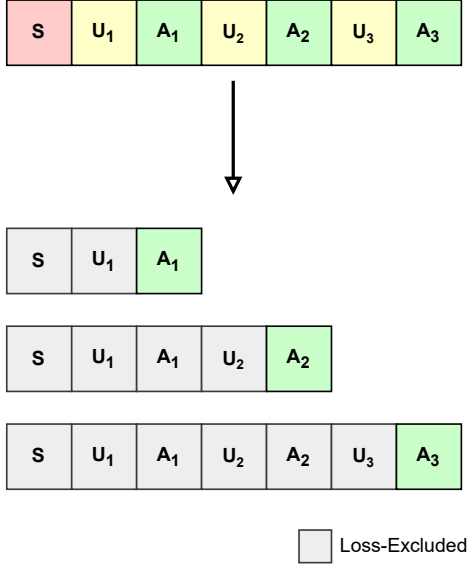 S U₁ A₁ U₂ A₂ U₃ A₃
S U₁ A₁
S U₁ A₁ U₂ A₂
S U₁ A₁ U₂ A₂ U₃ A₃
Loss-Excluded